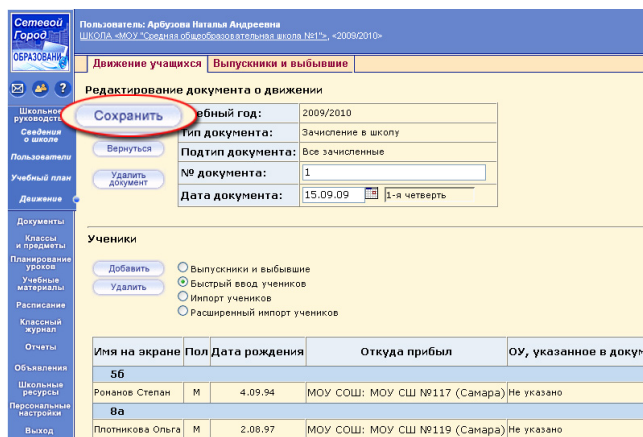 Сетевой
Город
ОБРАЗОВАНИ
Пользователь: Арбузова Наталья Андреевна
ШКОЛА «МОУ "Средняя общеобразовательная школа №1"», «2009/2010»
Движение учащихся
Выпускники и выбывшие
Редактирование документа о движении
Школьное
руководст
Сведения
о школе
Пользователи
Учебный план
Движение
Документы
Классы
и предметы
Планирование
уроков
Учебные
материалы
Расписание
Классный
журнал
Отчеты
Объявления
Школьные
ресурсы
Персональные
настройки
Выход
Сохранить
Вернуться
Удалить
документ
ебный год: 2009/2010
ип документа: Зачисление в школу
Подтип документа: Все зачисленные
№ документа: 1
Дата документа: 15.09.09 1-я четверть
Ученики
Добавить
Удалить
Выпускники и выбывшие
Быстрый ввод учеников
Импорт учеников
Расширенный импорт учеников
Имя на экране Пол Дата рождения Откуда прибыл ОУ, указанное в докум
5б
Романов Степан М 4.09.94 МОУ СОШ: МОУ СШ №117 (Самара) Не указано
8а
Плотникова Ольга М 2.08.97 МОУ СОШ: МОУ СШ №119 (Самара) Не указано